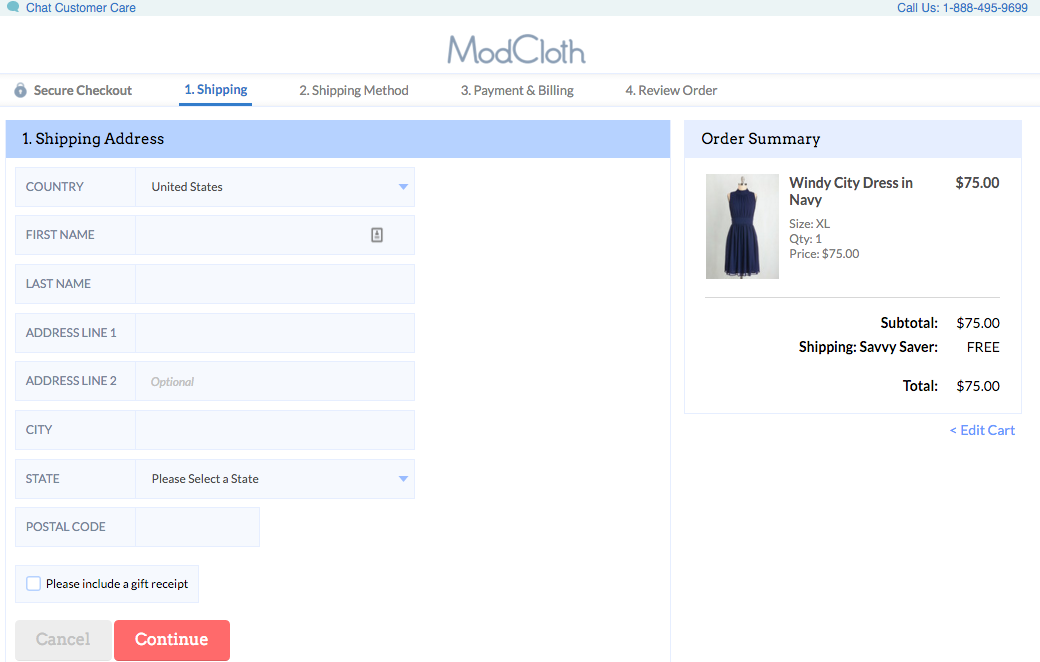 Chat Customer Care
Call Us: 1-888-495-9699
ModCloth
Secure Checkout
1. Shipping
2. Shipping Method
3. Payment & Billing
4. Review Order
1. Shipping Address
COUNTRY
United States
FIRST NAME
LAST NAME
ADDRESS LINE 1
ADDRESS LINE 2
Optional
CITY
STATE
Please Select a State
POSTAL CODE
Please include a gift receipt
Cancel
Continue
Order Summary
Windy City Dress in
Navy
$75.00
Size: XL
Qty: 1
Price: $75.00
Subtotal: $75.00
Shipping: Savvy Saver: FREE
Total: $75.00
< Edit Cart